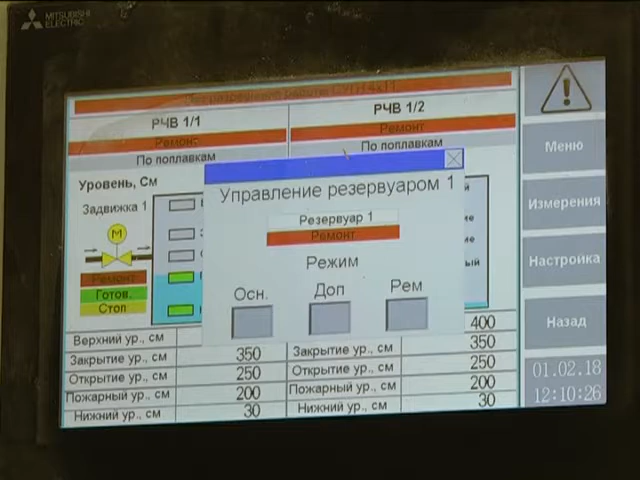 MITSUBISHI
ELECTRIC
РЧВ 1/1
РЧВ 1/2
Ремонт
Ремонт
По поплавкам
По поплавкам
Уровень, См
Задвижка 1
М
Ремонт
Готов.
Стоп
Управление резервуаром 1
Резервуар 1
Ремонт
Режим
Осн.
Доп
Рем
Верхний ур., см
400
Закрытие ур., см
350
Закрытие ур., см
350
Открытие ур., см
250
Открытие ур., см
250
Пожарный ур., см
200
Пожарный ур., см
200
Нижний ур., см
30
Нижний ур., см
30
Меню
Измерения
Настройка
Назад
01.02.18
12:10:26